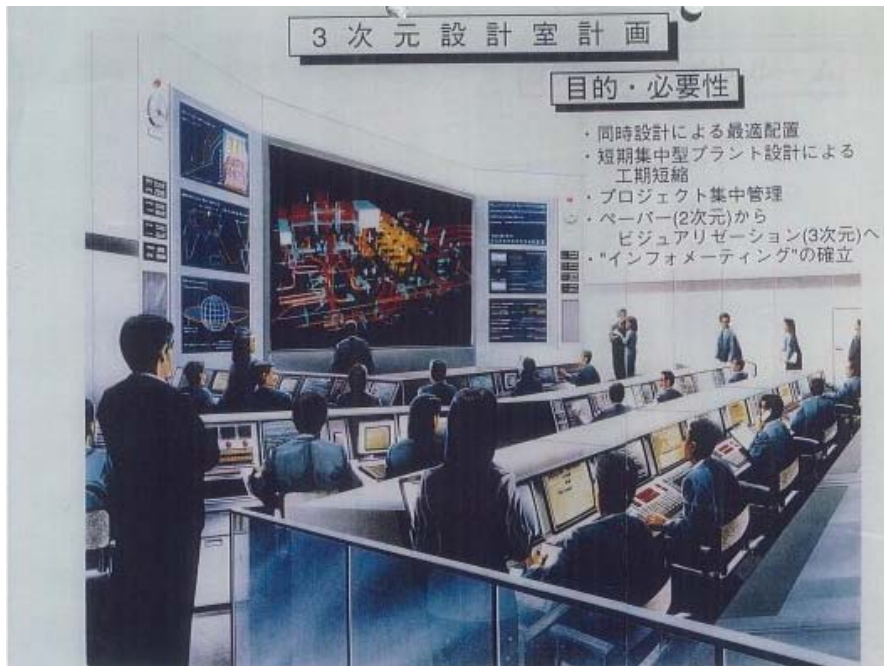 3次元設計室計画
目的・必要性
・同時設計による最適配置
・短期集中型プラント設計による
工期短縮
・プロジェクト集中管理
・ペーパー(2次元)から
ビジュアリゼーション(3次元)へ
・"インフォメーティング"の確立